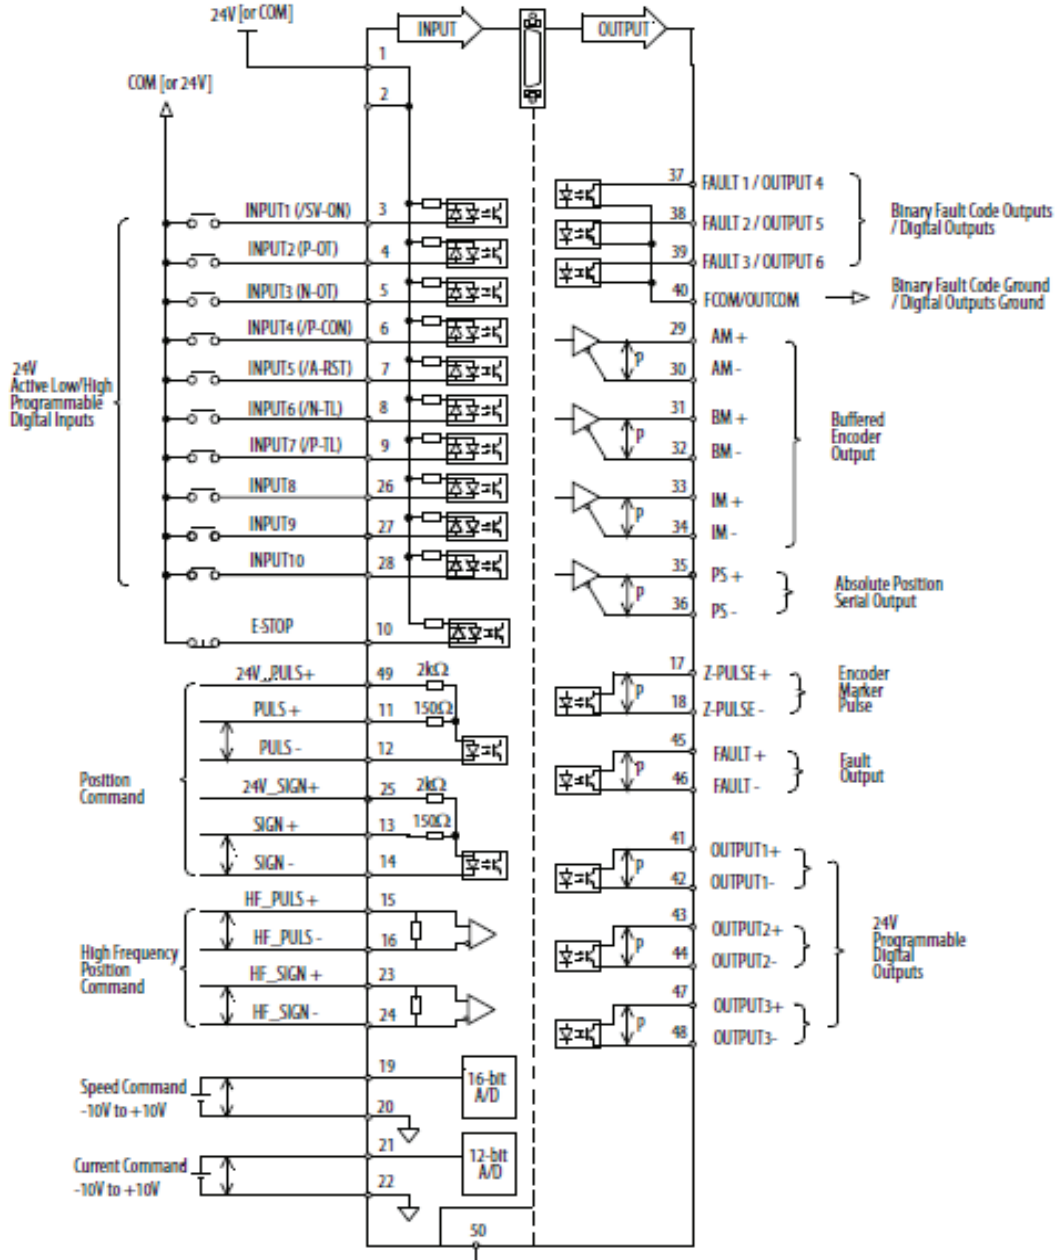 24V [or COM]
INPUT
OUTPUT
1
COM [or 24V]
2
INPUT1 (/SV-ON) 3
INPUT2 (P-OT) 4
INPUT3 (N-OT) 5
INPUT4 (/P-CON) 6
INPUT5 (/A-RST) 7
INPUT6 (/N-TL) 8
INPUT7 (/P-TL) 9
INPUT8 26
INPUT9 27
INPUT10 28
24V
Active Low/High
Programmable
Digital Inputs
E-STOP 10
24V_PULS+ 49 2kΩ
PULS + 11 150Ω
PULS - 12
24V_SIGN+ 25 2kΩ
SIGN + 13 150Ω
SIGN - 14
Position
Command
HF_PULS + 15
HF_PULS - 16
HF_SIGN + 23
HF_SIGN - 24
High Frequency
Position
Command
19
16-bit
A/D
Speed Command
-10V to +10V
20
21
12-bit
A/D
Current Command
-10V to +10V
22
50
37 FAULT 1 / OUTPUT 4
38 FAULT 2 / OUTPUT 5
39 FAULT 3 / OUTPUT 6
Binary Fault Code Outputs
/ Digital Outputs
40 FCOM/OUTCOM
Binary Fault Code Ground
/ Digital Outputs Ground
29 AM +
P
30 AM -
31 BM +
P
32 BM -
33 IM +
P
34 IM -
Buffered
Encoder
Output
35 PS +
P
36 PS -
Absolute Position
Serial Output
17 Z-PULSE +
P
18 Z-PULSE -
Encoder
Marker
Pulse
45 FAULT +
P
46 FAULT -
Fault
Output
41 OUTPUT1+
P
42 OUTPUT1-
43 OUTPUT2+
P
44 OUTPUT2-
47 OUTPUT3+
P
48 OUTPUT3-
24V
Programmable
Digital
Outputs